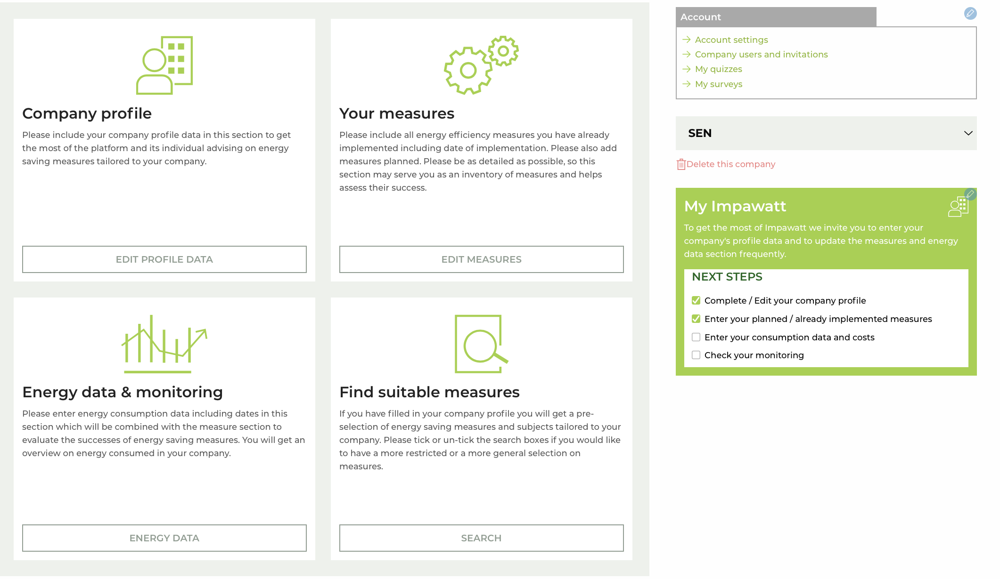 Company profile
Please include your company profile data in this section to get
the most of the platform and its individual advising on energy
saving measures tailored to your company.
EDIT PROFILE DATA
Your measures
Please include all energy efficiency measures you have already
implemented including date of implementation. Please also add
measures planned. Please be as detailed as possible, so this
section may serve you as an inventory of measures and helps
assess their success.
EDIT MEASURES
Energy data & monitoring
Please enter energy consumption data including dates in this
section which will be combined with the measure section to
evaluate the successes of energy saving measures. You will get an
overview on energy consumed in your company.
ENERGY DATA
Find suitable measures
If you have filled in your company profile you will get a pre-
selection of energy saving measures and subjects tailored to your
company. Please tick or un-tick the search boxes if you would like
to have a more restricted or a more general selection on
measures.
SEARCH
Account
Account settings
Company users and invitations
My quizzes
My surveys
SEN
Delete this company
My Impawatt
To get the most of Impawatt we invite you to enter your
company's profile data and to update the measures and energy
data section frequently.
NEXT STEPS
Complete / Edit your company profile
Enter your planned / already implemented measures
Enter your consumption data and costs
Check your monitoring